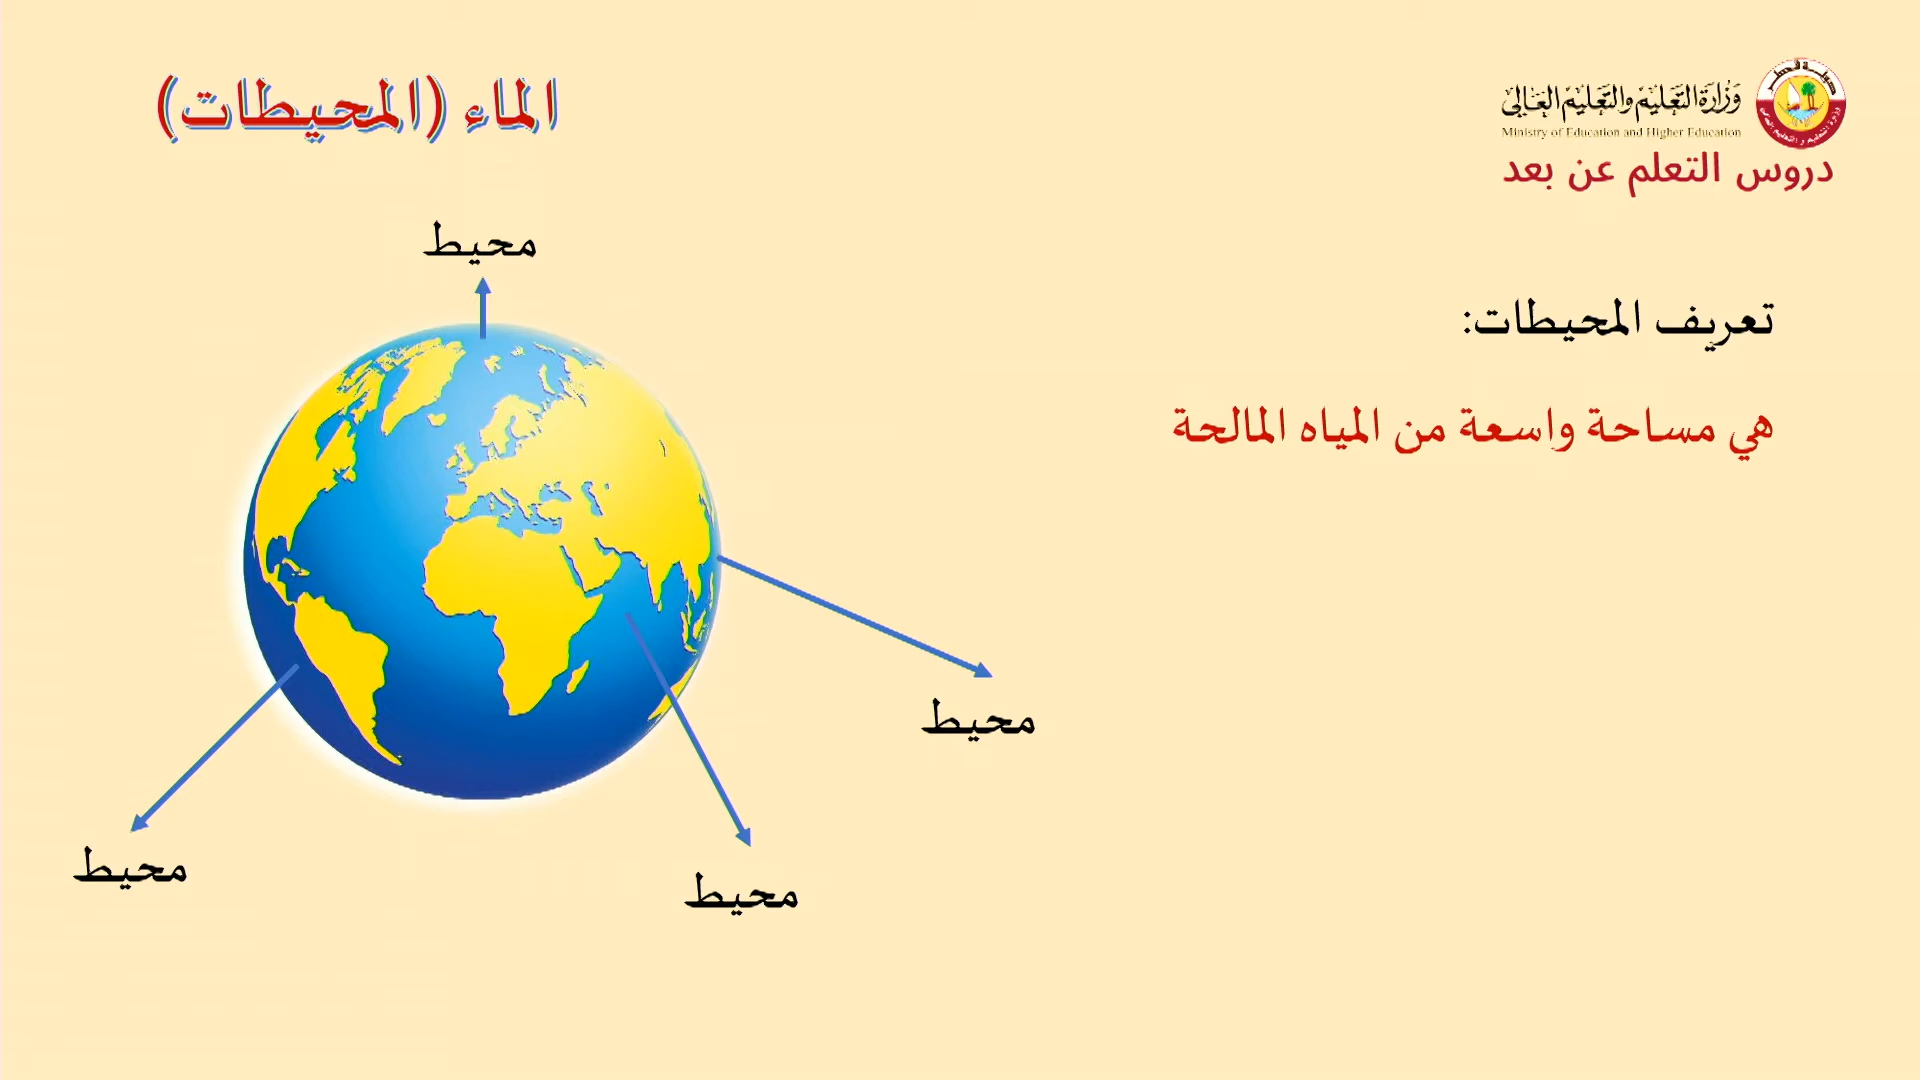 وزارة التعليم والتعليم العالي
Ministry of Education and Higher Education
دروس التعلم عن بعد
الماء (المحيطات)
تعريف المحيطات:
هي مساحة واسعة من المياه المالحة
محيط
محيط
محيط
محيط